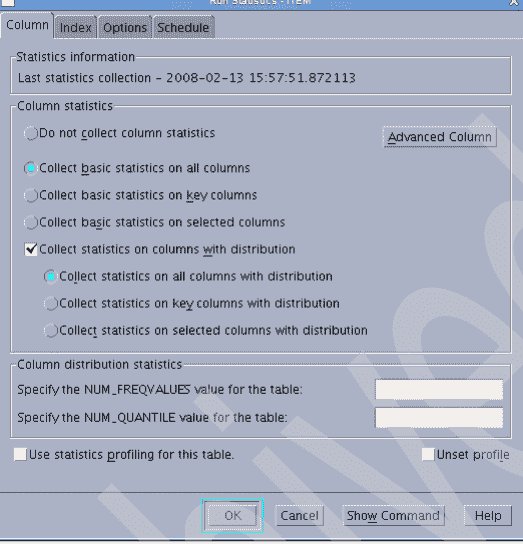 Run Statistics - ITEM
Column Index Options Schedule
Statistics information
Last statistics collection - 2008-02-13 15:57:51.872113
Column statistics
Do not collect column statistics
Advanced Column
Collect basic statistics on all columns
Collect basic statistics on key columns
Collect basic statistics on selected columns
Collect statistics on columns with distribution
Collect statistics on all columns with distribution
Collect statistics on key columns with distribution
Collect statistics on selected columns with distribution
Column distribution statistics
Specify the NUM_FREQVALUES value for the table:
Specify the NUM_QUANTILE value for the table:
Use statistics profiling for this table.
Unset profile
OK Cancel Show Command Help